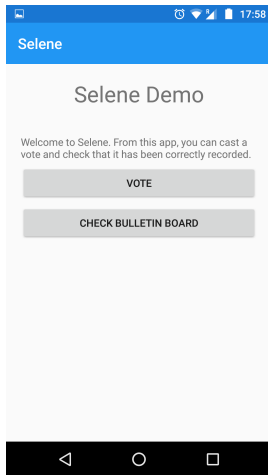 17:58
Selene
Selene Demo
Welcome to Selene. From this app, you can cast a
vote and check that it has been correctly recorded.
VOTE
CHECK BULLETIN BOARD